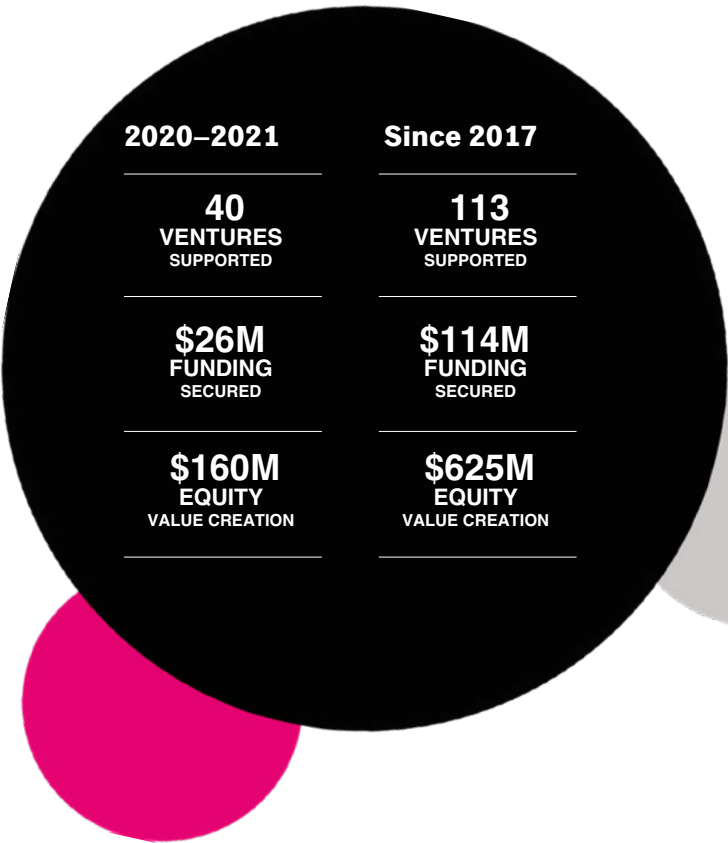 2020–2021
40
VENTURES
SUPPORTED
$26M
FUNDING
SECURED
$160M
EQUITY
VALUE CREATION
Since 2017
113
VENTURES
SUPPORTED
$114M
FUNDING
SECURED
$625M
EQUITY
VALUE CREATION